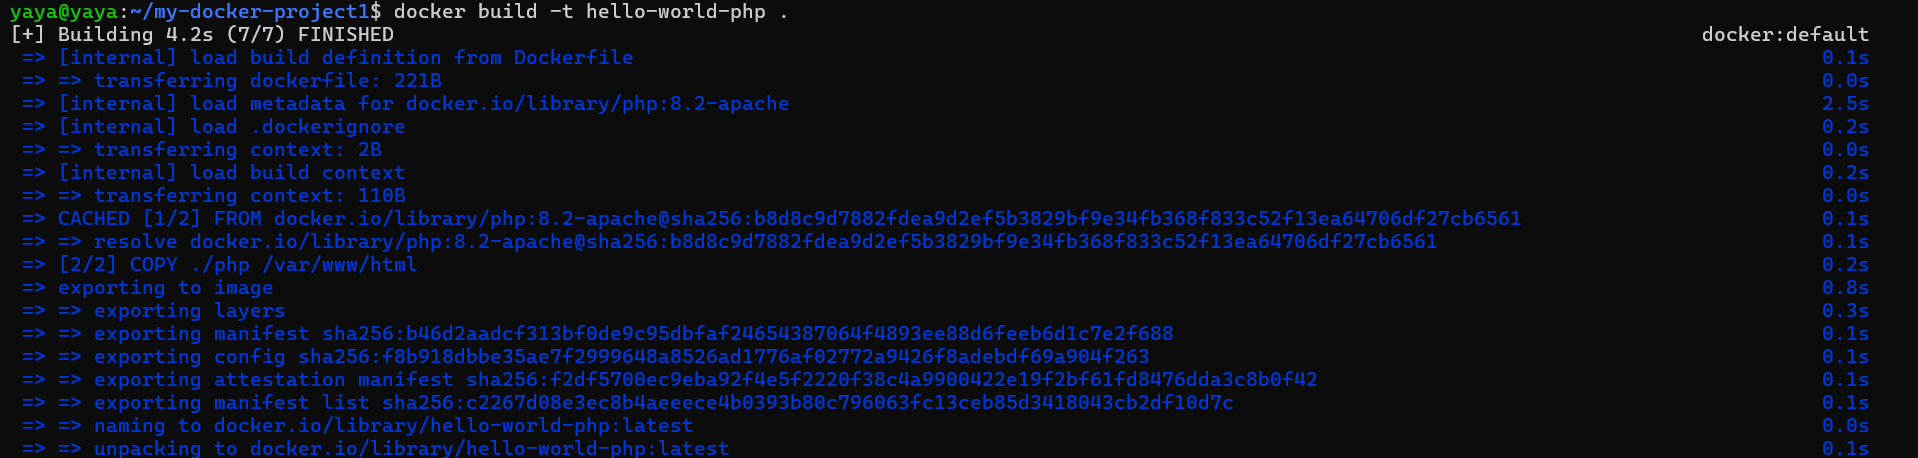 yaya@yaya:~/my-docker-project1$ docker build -t hello-world-php .
[+] Building 4.2s (7/7) FINISHED docker:default
=> [internal] load build definition from Dockerfile 0.1s
=> => transferring dockerfile: 221B 0.0s
=> [internal] load metadata for docker.io/library/php:8.2-apache 2.5s
=> [internal] load .dockerignore 0.2s
=> => transferring context: 2B 0.0s
=> [internal] load build context 0.2s
=> => transferring context: 110B 0.0s
=> CACHED [1/2] FROM docker.io/library/php:8.2-apache@sha256:b8d8c9d7882fdea9d2ef5b3829bf9e34fb368f833c52f13ea64706df27cb6561 0.1s
=> => resolve docker.io/library/php:8.2-apache@sha256:b8d8c9d7882fdea9d2ef5b3829bf9e34fb368f833c52f13ea64706df27cb6561 0.1s
=> [2/2] COPY ./php /var/www/html 0.2s
=> exporting to image 0.8s
=> => exporting layers 0.3s
=> => exporting manifest sha256:b46d2aadcf313bf0de9c95dbfaf24654387064f4893ee88d6feeb6d1c7e2f688 0.1s
=> => exporting config sha256:f8b918dbbe35ae7f2999648a8526ad1776af02772a9426f8adebdf69a904f263 0.1s
=> => exporting attestation manifest sha256:f2df5700ec9eba92f4e5f2220f38c4a9900422e19f2bf61fd8476dda3c8b0f42 0.1s
=> => exporting manifest list sha256:c2267d08e3ec8b4aeeece4b0393b80c796063fc13ceb85d3418043cb2df10d7c 0.1s
=> => naming to docker.io/library/hello-world-php:latest 0.0s
=> => unpacking to docker.io/library/hello-world-php:latest 0.1s